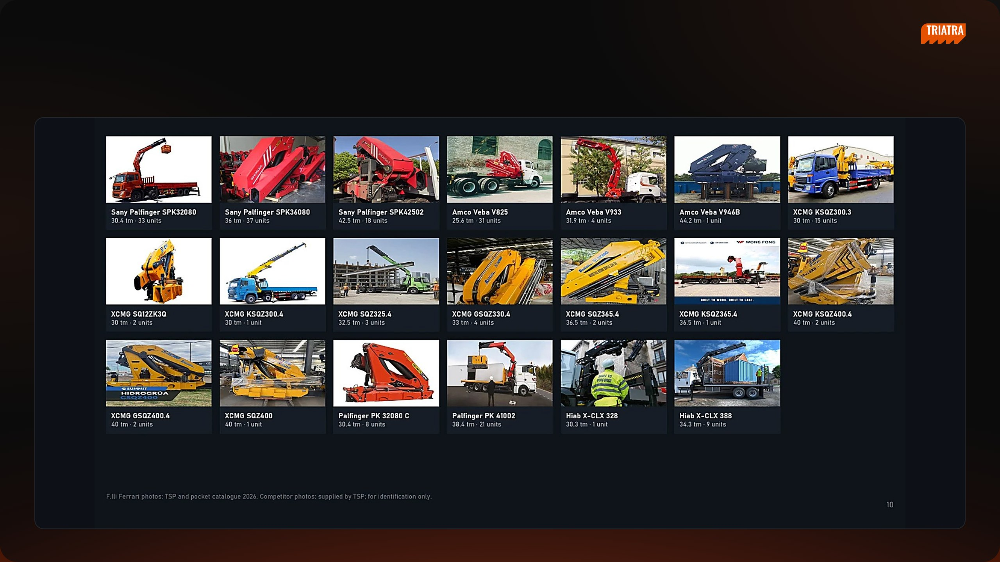 TRIATRA
Sany Palfinger SPK32080
30.4 tm · 33 units
Sany Palfinger SPK36080
36 tm · 37 units
Sany Palfinger SPK42502
42.5 tm · 18 units
Amco Veba V825
25.6 tm · 31 units
Amco Veba V933
31.9 tm · 4 units
Amco Veba V946B
44.2 tm · 1 unit
XCMG KSQZ300.3
30 tm · 15 units
WONG FONG
BUILT TO WORK. BUILT TO LAST.
XCMG SQ12ZK3Q
30 tm · 2 units
XCMG KSQZ300.4
30 tm · 1 unit
XCMG SQZ325.4
32.5 tm · 3 units
XCMG GSQZ330.4
33 tm · 4 units
XCMG SQZ365.4
36.5 tm · 2 units
XCMG KSQZ365.4
36.5 tm · 1 unit
XCMG KSQZ400.4
40 tm · 2 units
SUMMIT
HIDROGRÚA
GSQZ400
BUILT TO
PERFORM
XCMG GSQZ400.4
40 tm · 2 units
XCMG SQZ400
40 tm · 1 unit
Palfinger PK 32080 C
30.4 tm · 8 units
Palfinger PK 41002
38.4 tm · 21 units
Hiab X-CLX 328
30.3 tm · 1 unit
Hiab X-CLX 388
34.3 tm · 9 units
F.lli Ferrari photos: TSP and pocket catalogue 2026. Competitor photos: supplied by TSP; for identification only.
10